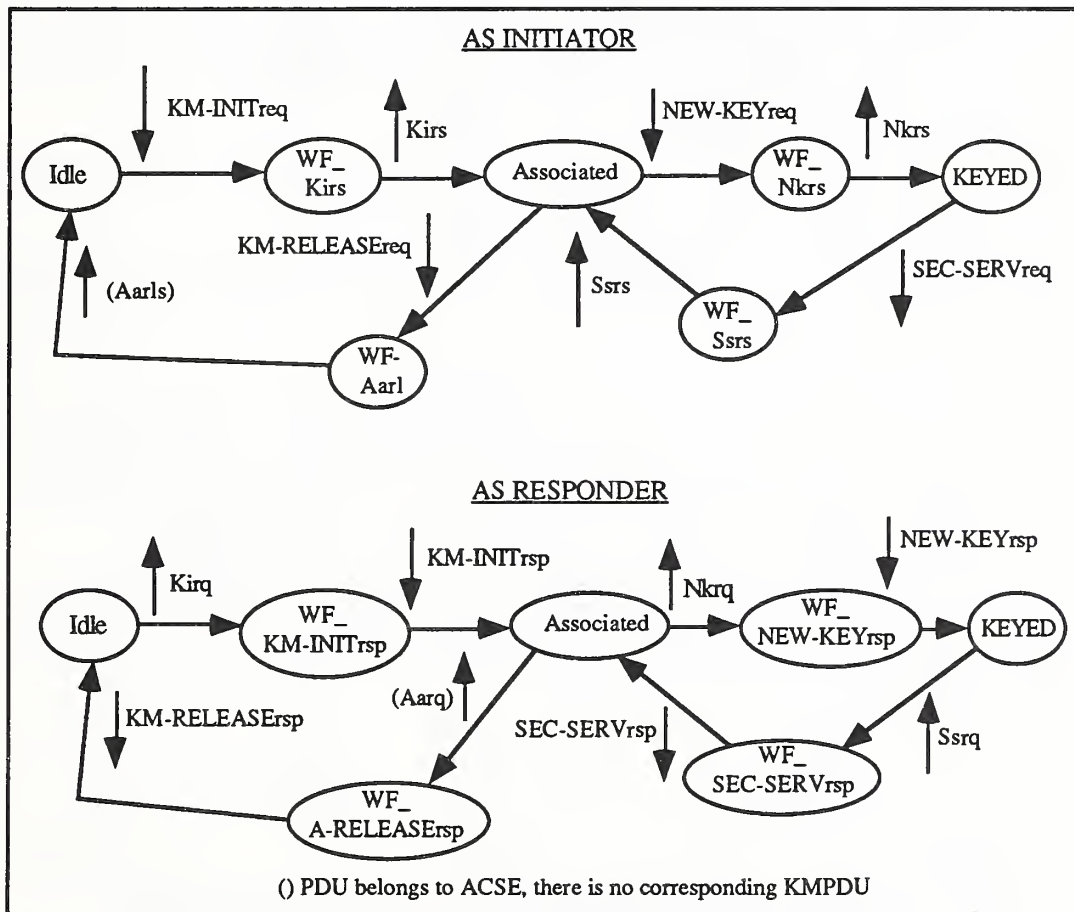 AS INITIATOR
KM-INITreq
Kirs
NEW-KEYreq
Nkrs
Idle
WF_
Kirs
Associated
WF_
Nkrs
KEYED
KM-RELEASEreq
(Aarls)
Ssrs
SEC-SERVreq
WF_
Ssrs
WF-
Aarl
AS RESPONDER
Kirq
KM-INITrsp
Nkrq
NEW-KEYrsp
Idle
WF_
KM-INITrsp
Associated
WF_
NEW-KEYrsp
KEYED
KM-RELEASErsp
(Aarq)
SEC-SERVrsp
Ssrq
WF_
SEC-SERVrsp
WF_
A-RELEASErsp
() PDU belongs to ACSE, there is no corresponding KMPDU